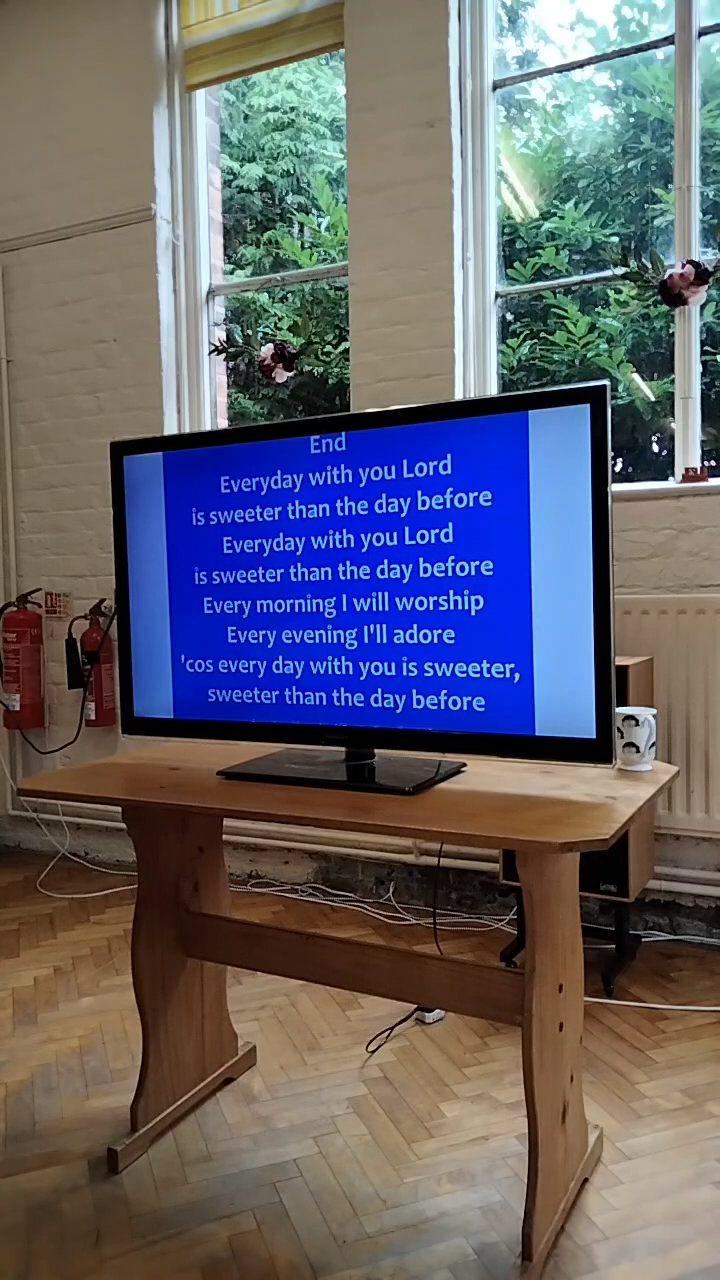 End
Everyday with you Lord
is sweeter than the day before
Everyday with you Lord
is sweeter than the day before
Every morning I will worship
Every evening I'll adore
'cos every day with you is sweeter,
sweeter than the day before